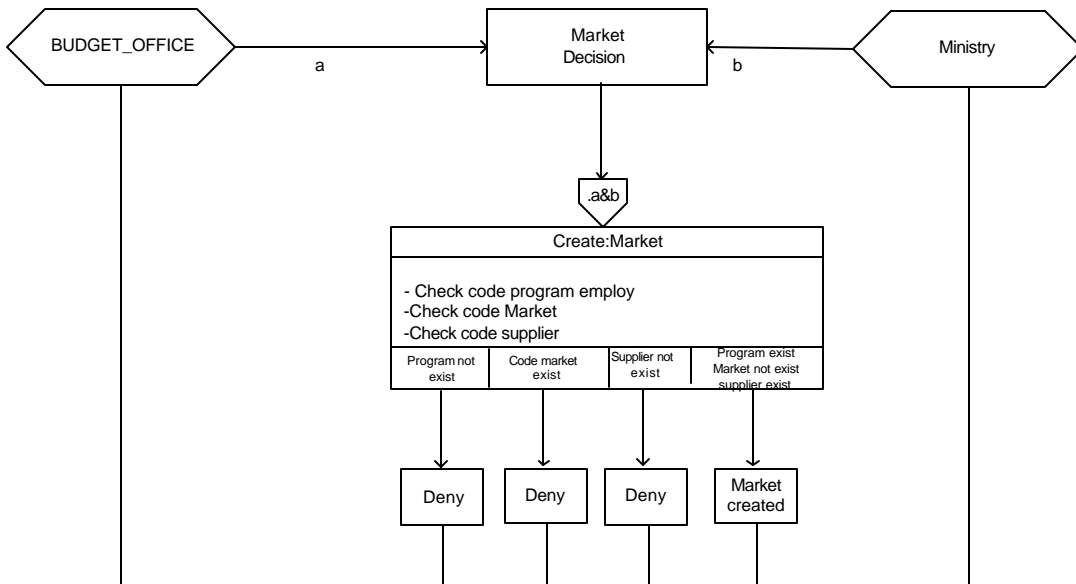 BUDGET_OFFICE
Market
Decision
Ministry
a
b
.a&b
Create:Market
- Check code program employ
-Check code Market
-Check code supplier
Program not
exist
Code market
exist
Supplier not
exist
Program exist
Market not exist
supplier exist
Deny
Deny
Deny
Market
created